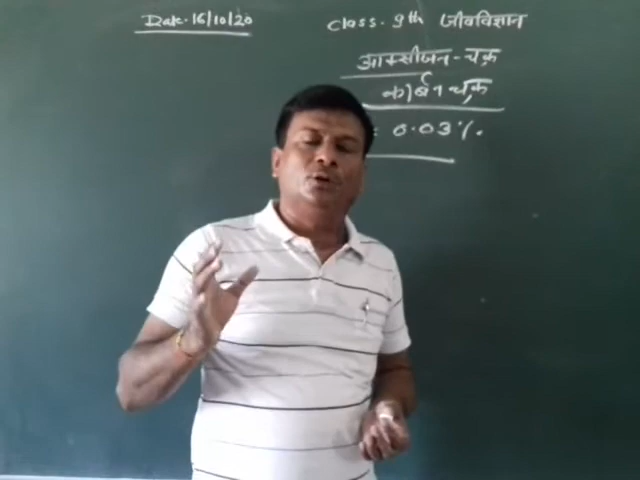 Date. 16/10/20
Class. 9th जीवविज्ञान
आक्सीजन - चक्र
कार्बन चक्र
: 0.03%.